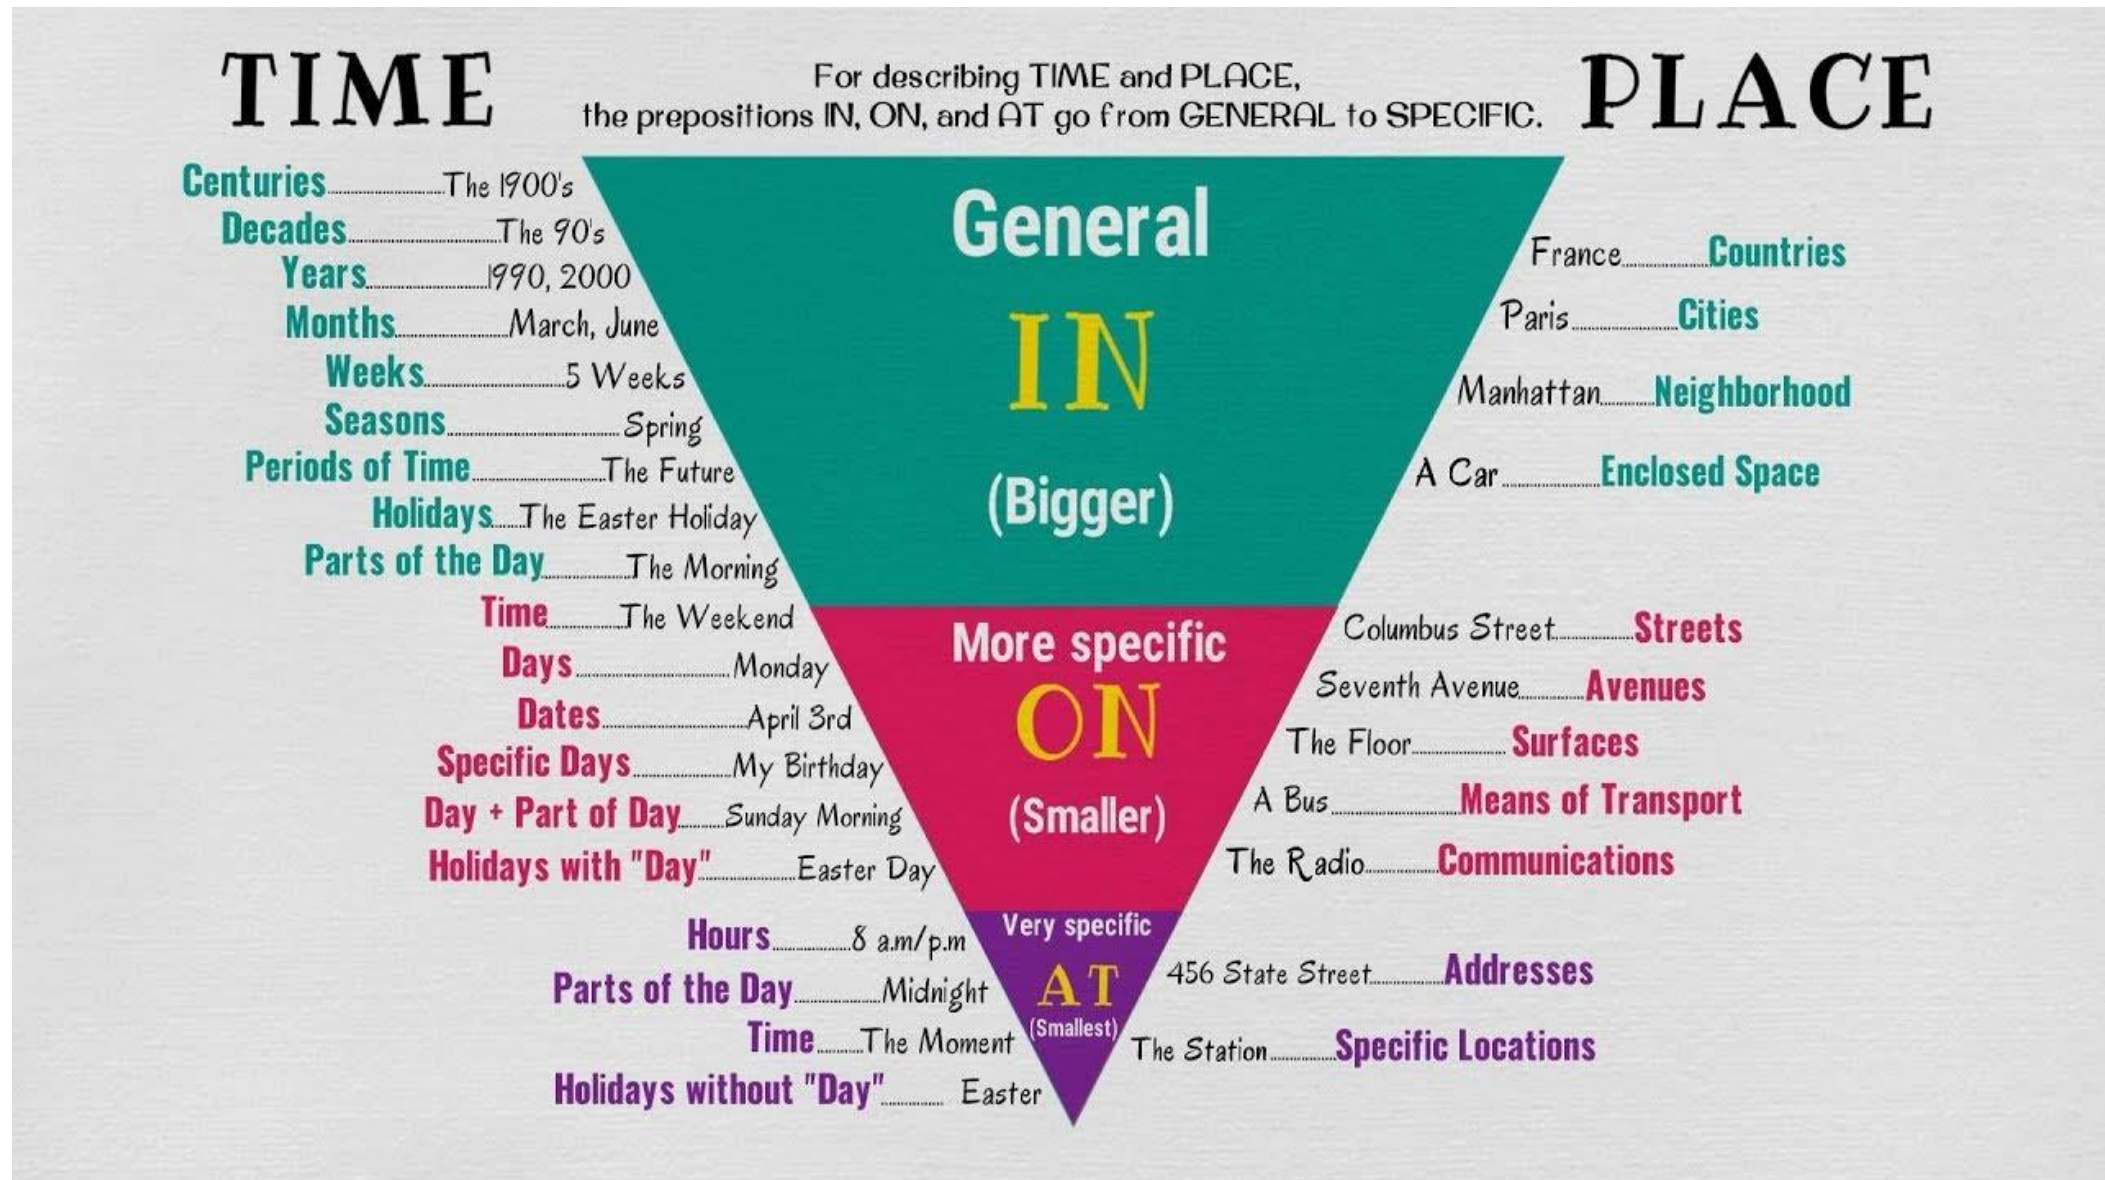 TIME
For describing TIME and PLACE,
the prepositions IN, ON, and AT go from GENERAL to SPECIFIC.
PLACE
Centuries The 1900's
Decades The 90's
Years 1990, 2000
Months March, June
Weeks 5 Weeks
Seasons Spring
Periods of Time The Future
Holidays The Easter Holiday
Parts of the Day The Morning
Time The Weekend
Days Monday
Dates April 3rd
Specific Days My Birthday
Day + Part of Day Sunday Morning
Holidays with "Day" Easter Day
Hours 8 a.m/p.m
Parts of the Day Midnight
Time The Moment
Holidays without "Day" Easter
General
IN
(Bigger)
More specific
ON
(Smaller)
Very specific
AT
(Smallest)
France Countries
Paris Cities
Manhattan Neighborhood
A Car Enclosed Space
Columbus Street Streets
Seventh Avenue Avenues
The Floor Surfaces
A Bus Means of Transport
The Radio Communications
456 State Street Addresses
The Station Specific Locations